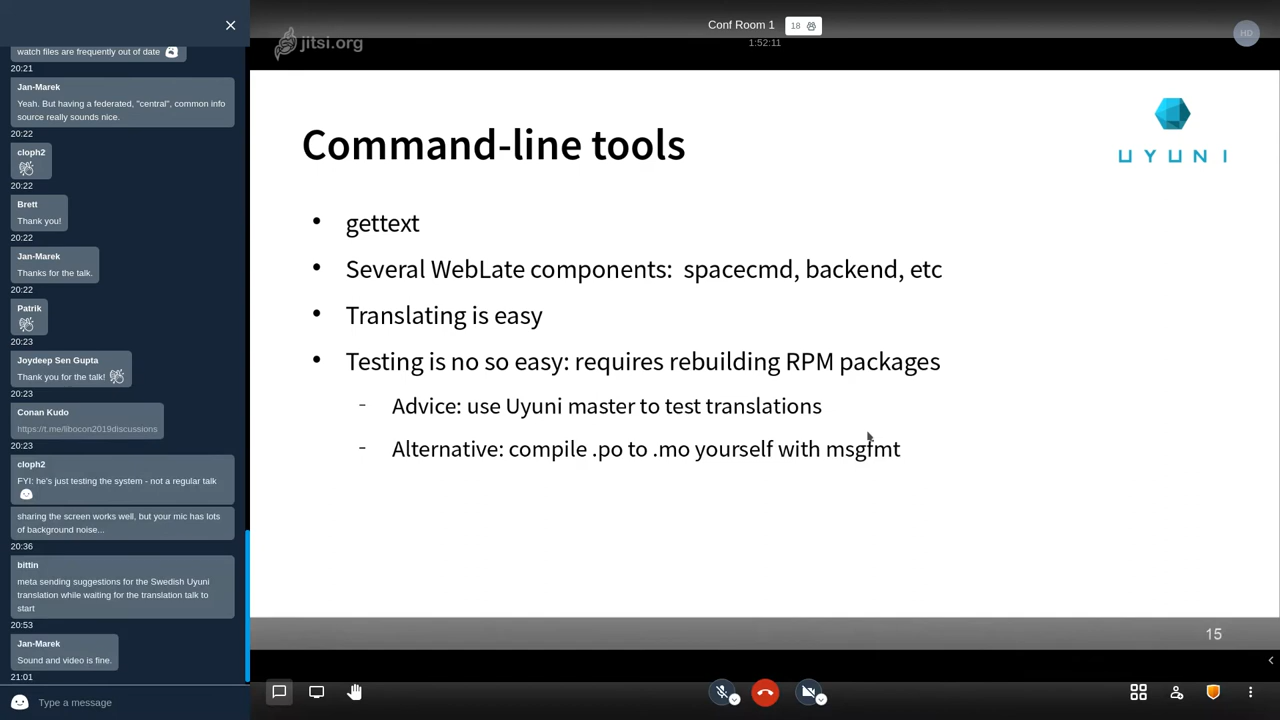 watch files are frequently out of date
20:21
Jan-Marek
Yeah. But having a federated, "central", common info
source really sounds nice.
20:22
cloph2
20:22
Brett
Thank you!
20:22
Jan-Marek
Thanks for the talk.
20:22
Patrik
20:23
Joydeep Sen Gupta
Thank you for the talk!
20:23
Conan Kudo
https://t.me/libocon2019discussions
20:23
cloph2
FYI: he's just testing the system - not a regular talk
sharing the screen works well, but your mic has lots
of background noise...
20:36
bittin
meta sending suggestions for the Swedish Uyuni
translation while waiting for the translation talk to
start
20:53
Jan-Marek
Sound and video is fine.
21:01
Type a message
jitsi.org
Conf Room 1
18
1:52:11
HD
Command-line tools
UYUNI
• gettext
• Several WebLate components: spacecmd, backend, etc
• Translating is easy
• Testing is no so easy: requires rebuilding RPM packages
- Advice: use Uyuni master to test translations
- Alternative: compile .po to .mo yourself with msgfmt
15